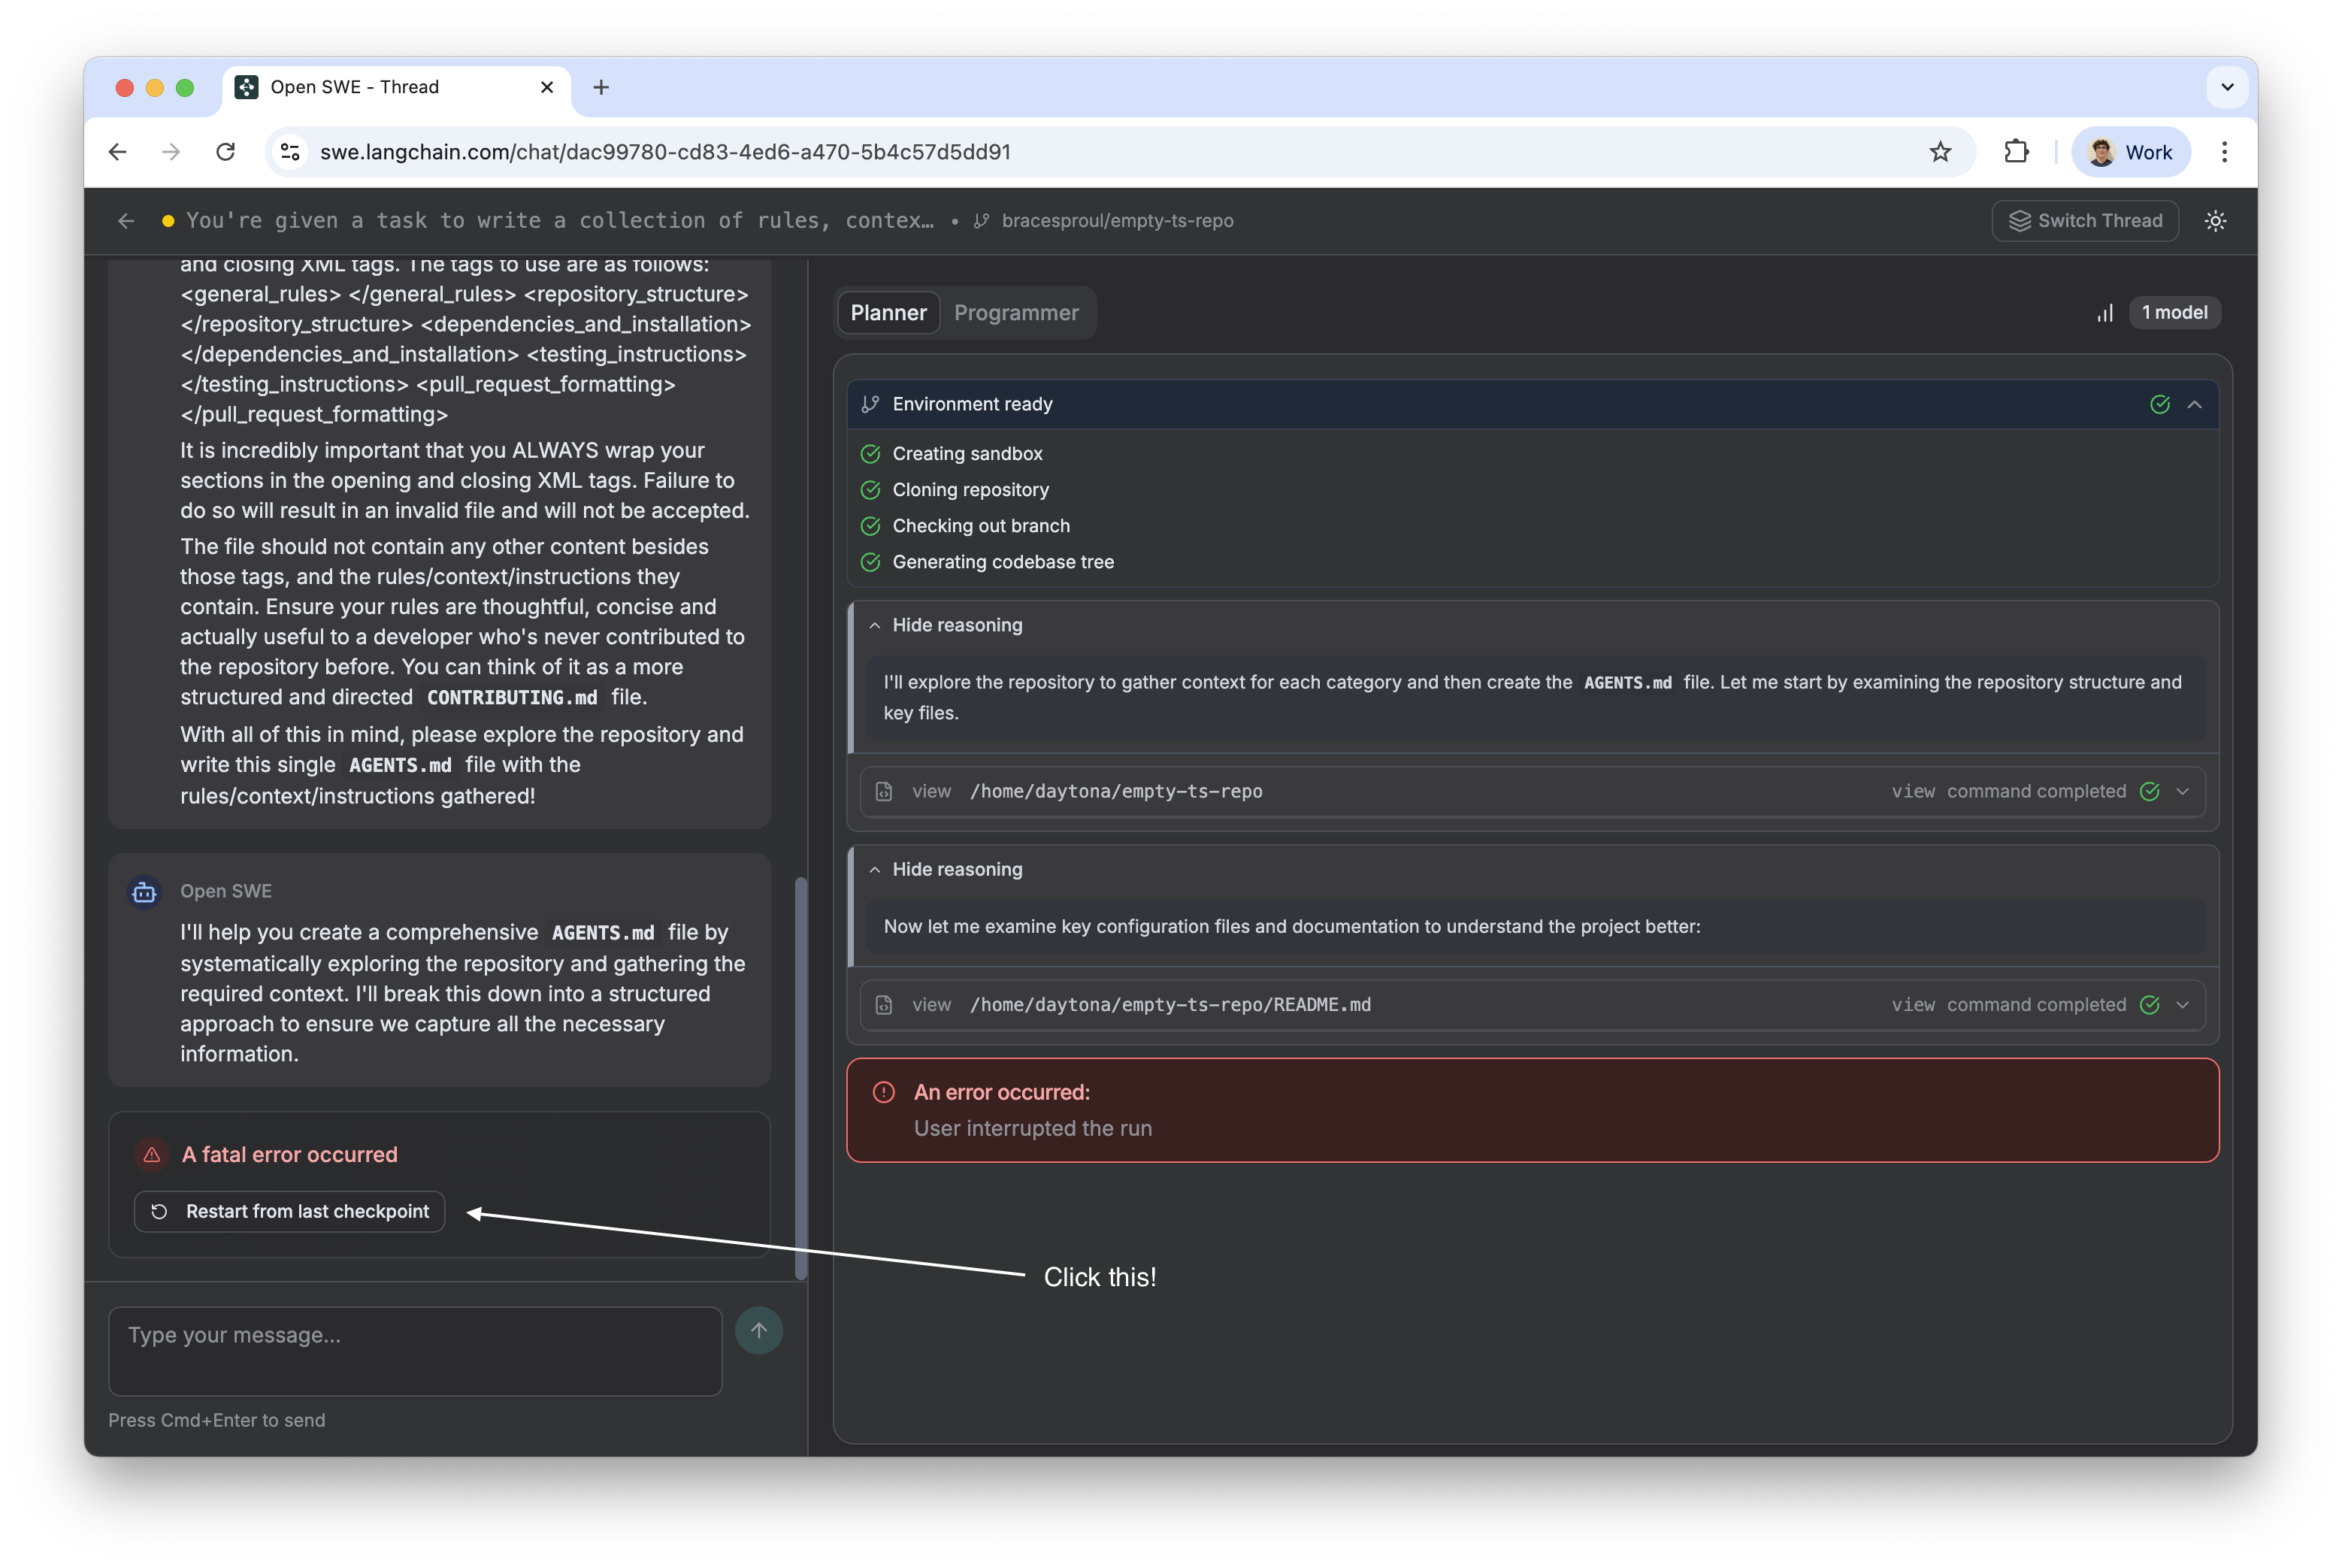 Open SWE - Thread
swe.langchain.com/chat/dac99780-cd83-4ed6-a470-5b4c57d5dd91
Work
You're given a task to write a collection of rules, contex… • bracesproul/empty-ts-repo
Switch Thread
and closing XML tags. The tags to use are as follows:
<general_rules> </general_rules> <repository_structure>
</repository_structure> <dependencies_and_installation>
</dependencies_and_installation> <testing_instructions>
</testing_instructions> <pull_request_formatting>
</pull_request_formatting>
It is incredibly important that you ALWAYS wrap your
sections in the opening and closing XML tags. Failure to
do so will result in an invalid file and will not be accepted.
The file should not contain any other content besides
those tags, and the rules/context/instructions they
contain. Ensure your rules are thoughtful, concise and
actually useful to a developer who's never contributed to
the repository before. You can think of it as a more
structured and directed CONTRIBUTING.md file.
With all of this in mind, please explore the repository and
write this single AGENTS.md file with the
rules/context/instructions gathered!
Open SWE
I'll help you create a comprehensive AGENTS.md file by
systematically exploring the repository and gathering the
required context. I'll break this down into a structured
approach to ensure we capture all the necessary
information.
A fatal error occurred
Restart from last checkpoint
Type your message...
Press Cmd+Enter to send
Planner Programmer
1 model
Environment ready
Creating sandbox
Cloning repository
Checking out branch
Generating codebase tree
Hide reasoning
I'll explore the repository to gather context for each category and then create the AGENTS.md file. Let me start by examining the repository structure and
key files.
view /home/daytona/empty-ts-repo view command completed
Hide reasoning
Now let me examine key configuration files and documentation to understand the project better:
view /home/daytona/empty-ts-repo/README.md view command completed
An error occurred:
User interrupted the run
Click this!